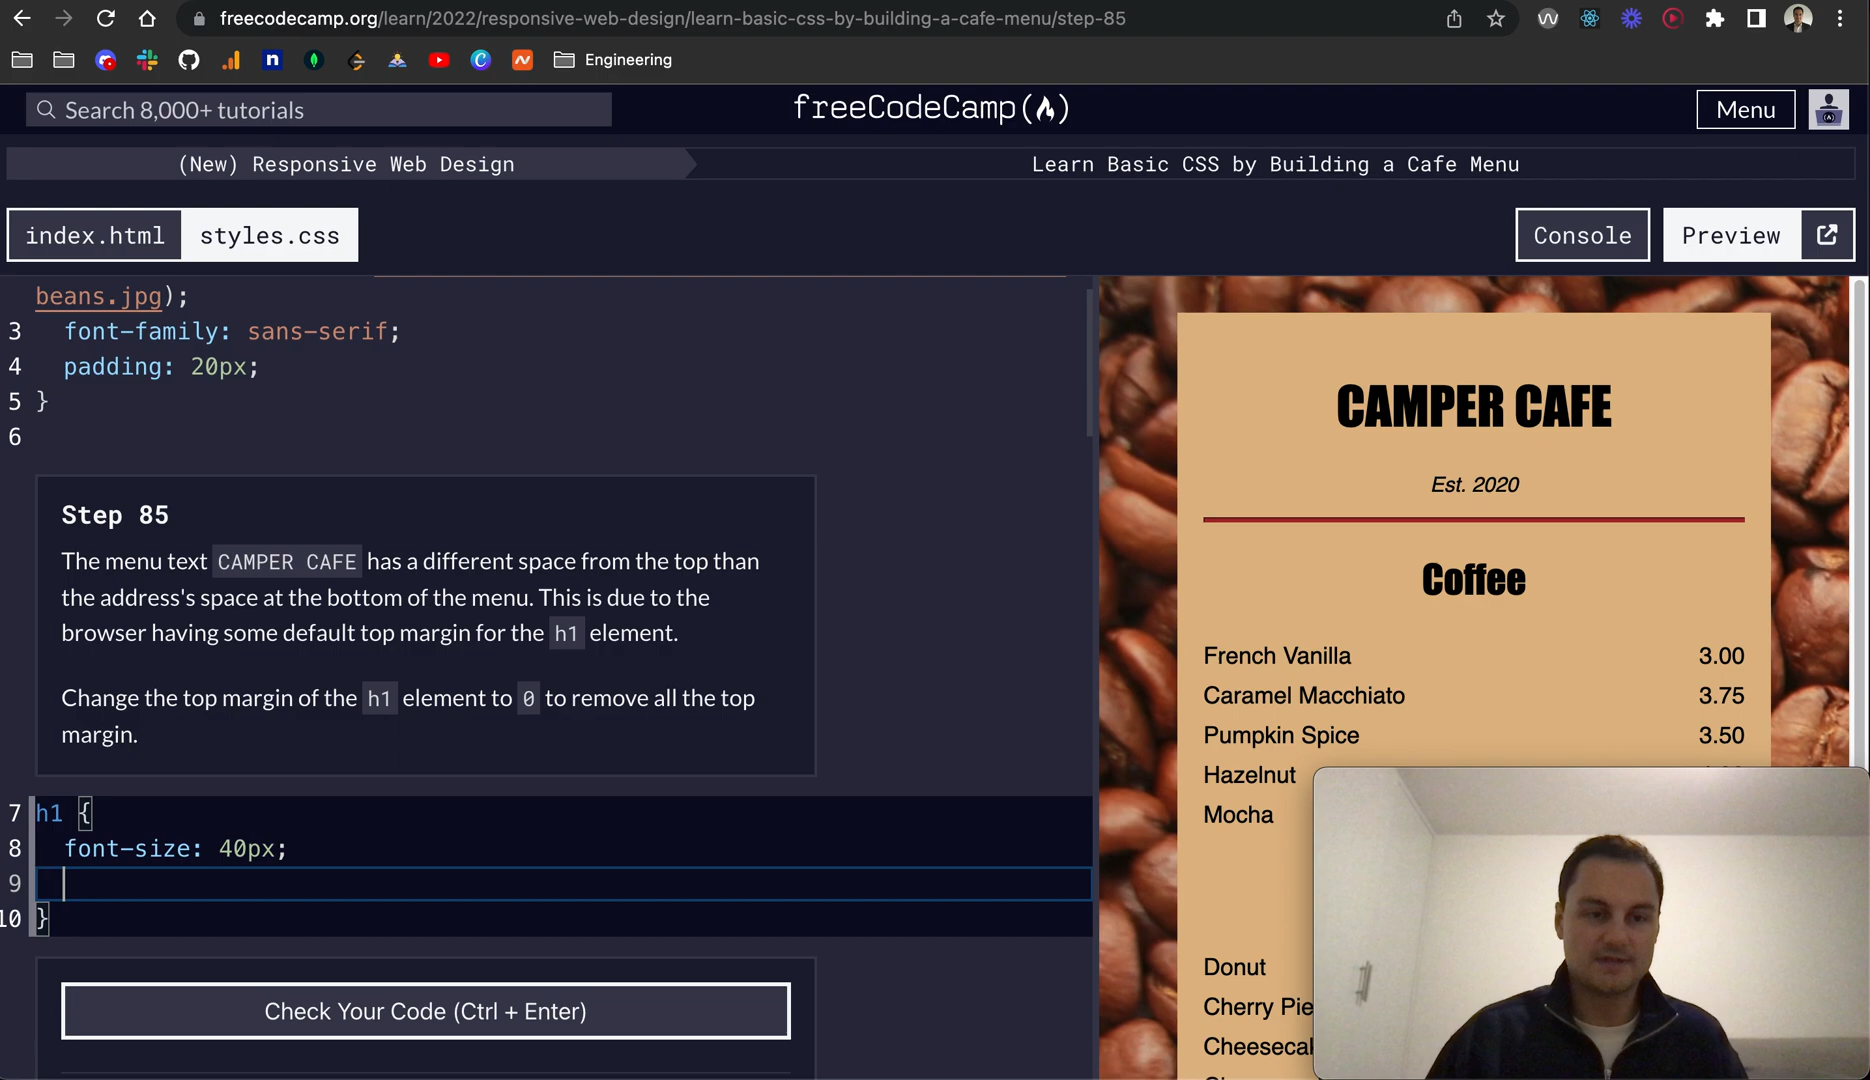 freecodecamp.org/learn/2022/responsive-web-design/learn-basic-css-by-building-a-cafe-menu/step-85
Engineering
Search 8,000+ tutorials
freeCodeCamp
Menu
(New) Responsive Web Design
Learn Basic CSS by Building a Cafe Menu
index.html
styles.css
Console
Preview
beans.jpg);
3 font-family: sans-serif;
4 padding: 20px;
5 }
6
Step 85
The menu text CAMPER CAFE has a different space from the top than
the address's space at the bottom of the menu. This is due to the
browser having some default top margin for the h1 element.
Change the top margin of the h1 element to 0 to remove all the top
margin.
7 h1 {
8 font-size: 40px;
9
10 }
Check Your Code (Ctrl + Enter)
CAMPER CAFE
Est. 2020
Coffee
French Vanilla 3.00
Caramel Macchiato 3.75
Pumpkin Spice 3.50
Hazelnut
Mocha
Donut
Cherry Pie